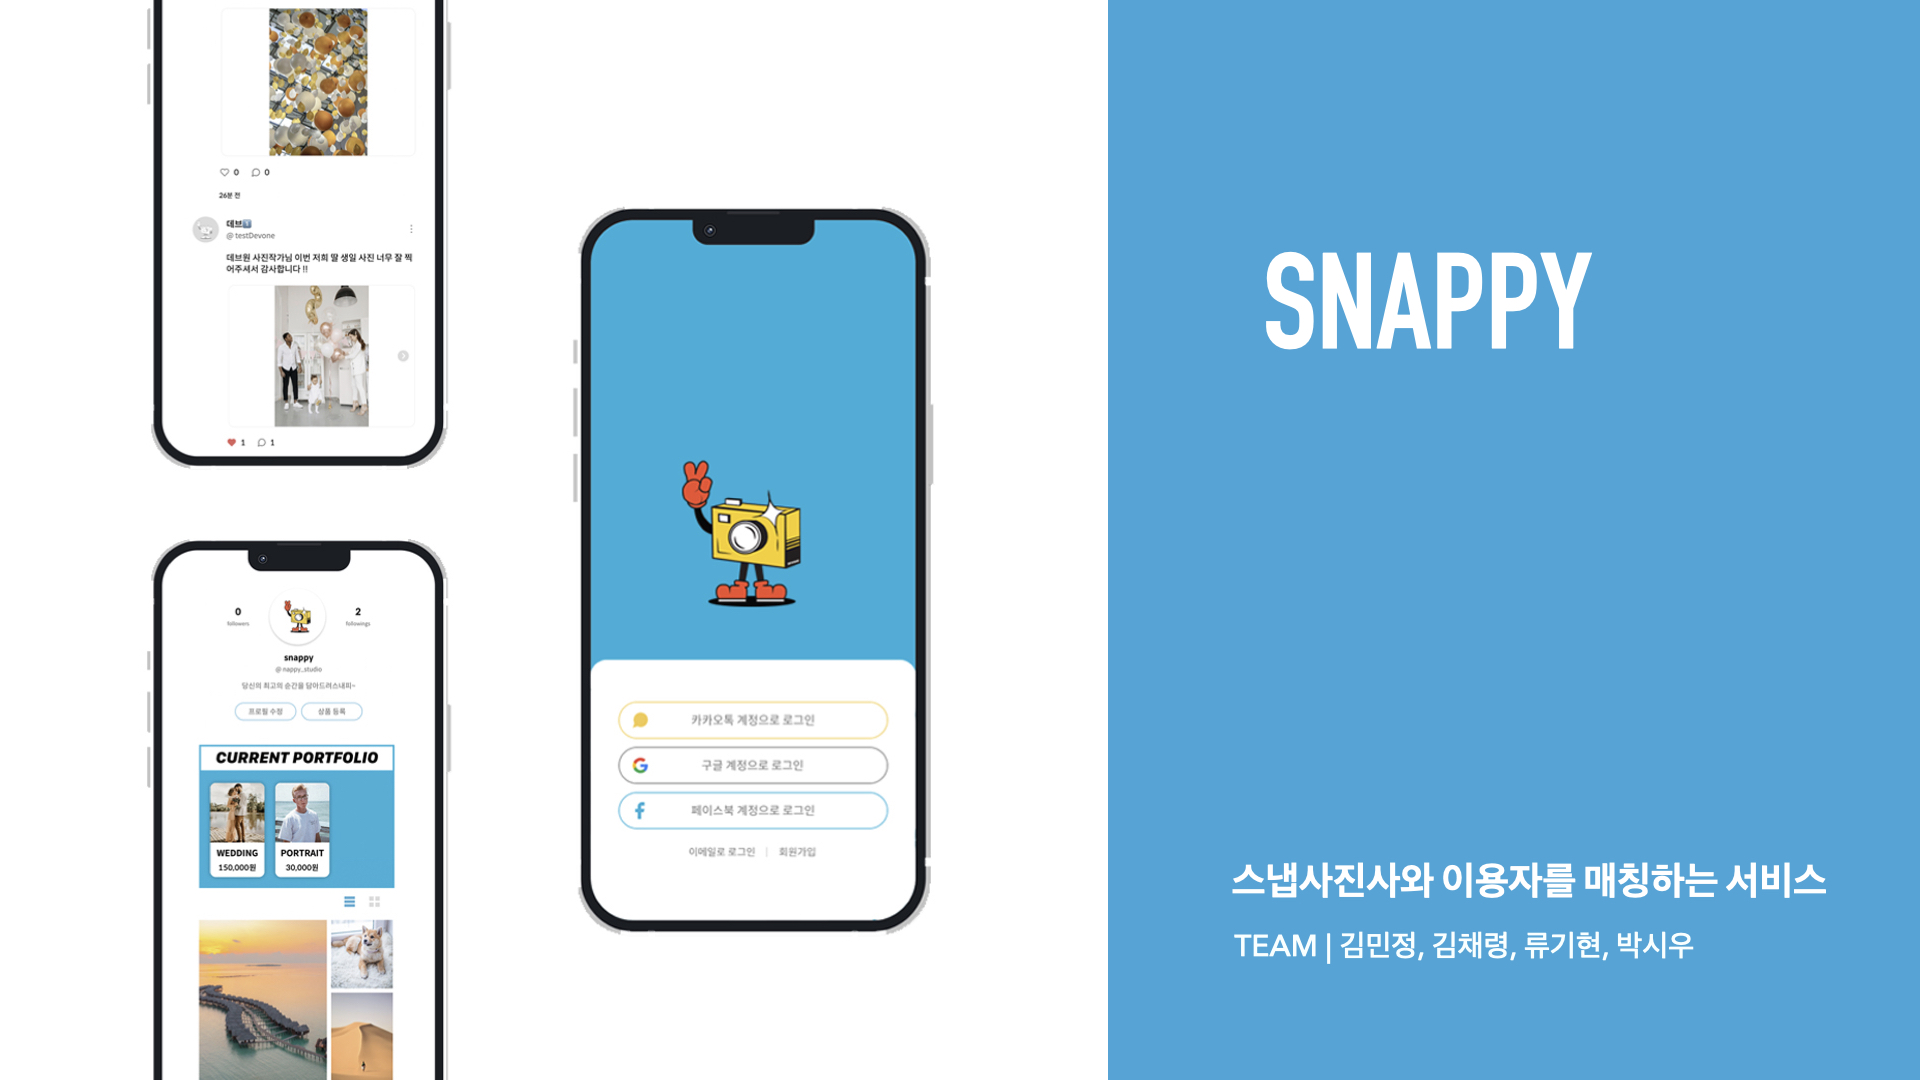 0 0
26분 전
데브1️⃣
@ testDevone
데브원 사진작가님 이번 저희 딸 생일 사진 너무 잘 찍
어주셔서 감사합니다 !!
1 1
0
followers
2
followings
snappy
@ nappy_studio
당신의 최고의 순간을 담아드려스내피~
프로필 수정
상품 등록
CURRENT PORTFOLIO
WEDDING
150,000원
PORTRAIT
30,000원
카카오톡 계정으로 로그인
구글 계정으로 로그인
페이스북 계정으로 로그인
이메일로 로그인 | 회원가입
SNAPPY
스냅사진사와 이용자를 매칭하는 서비스
TEAM | 김민정, 김채령, 류기현, 박시우